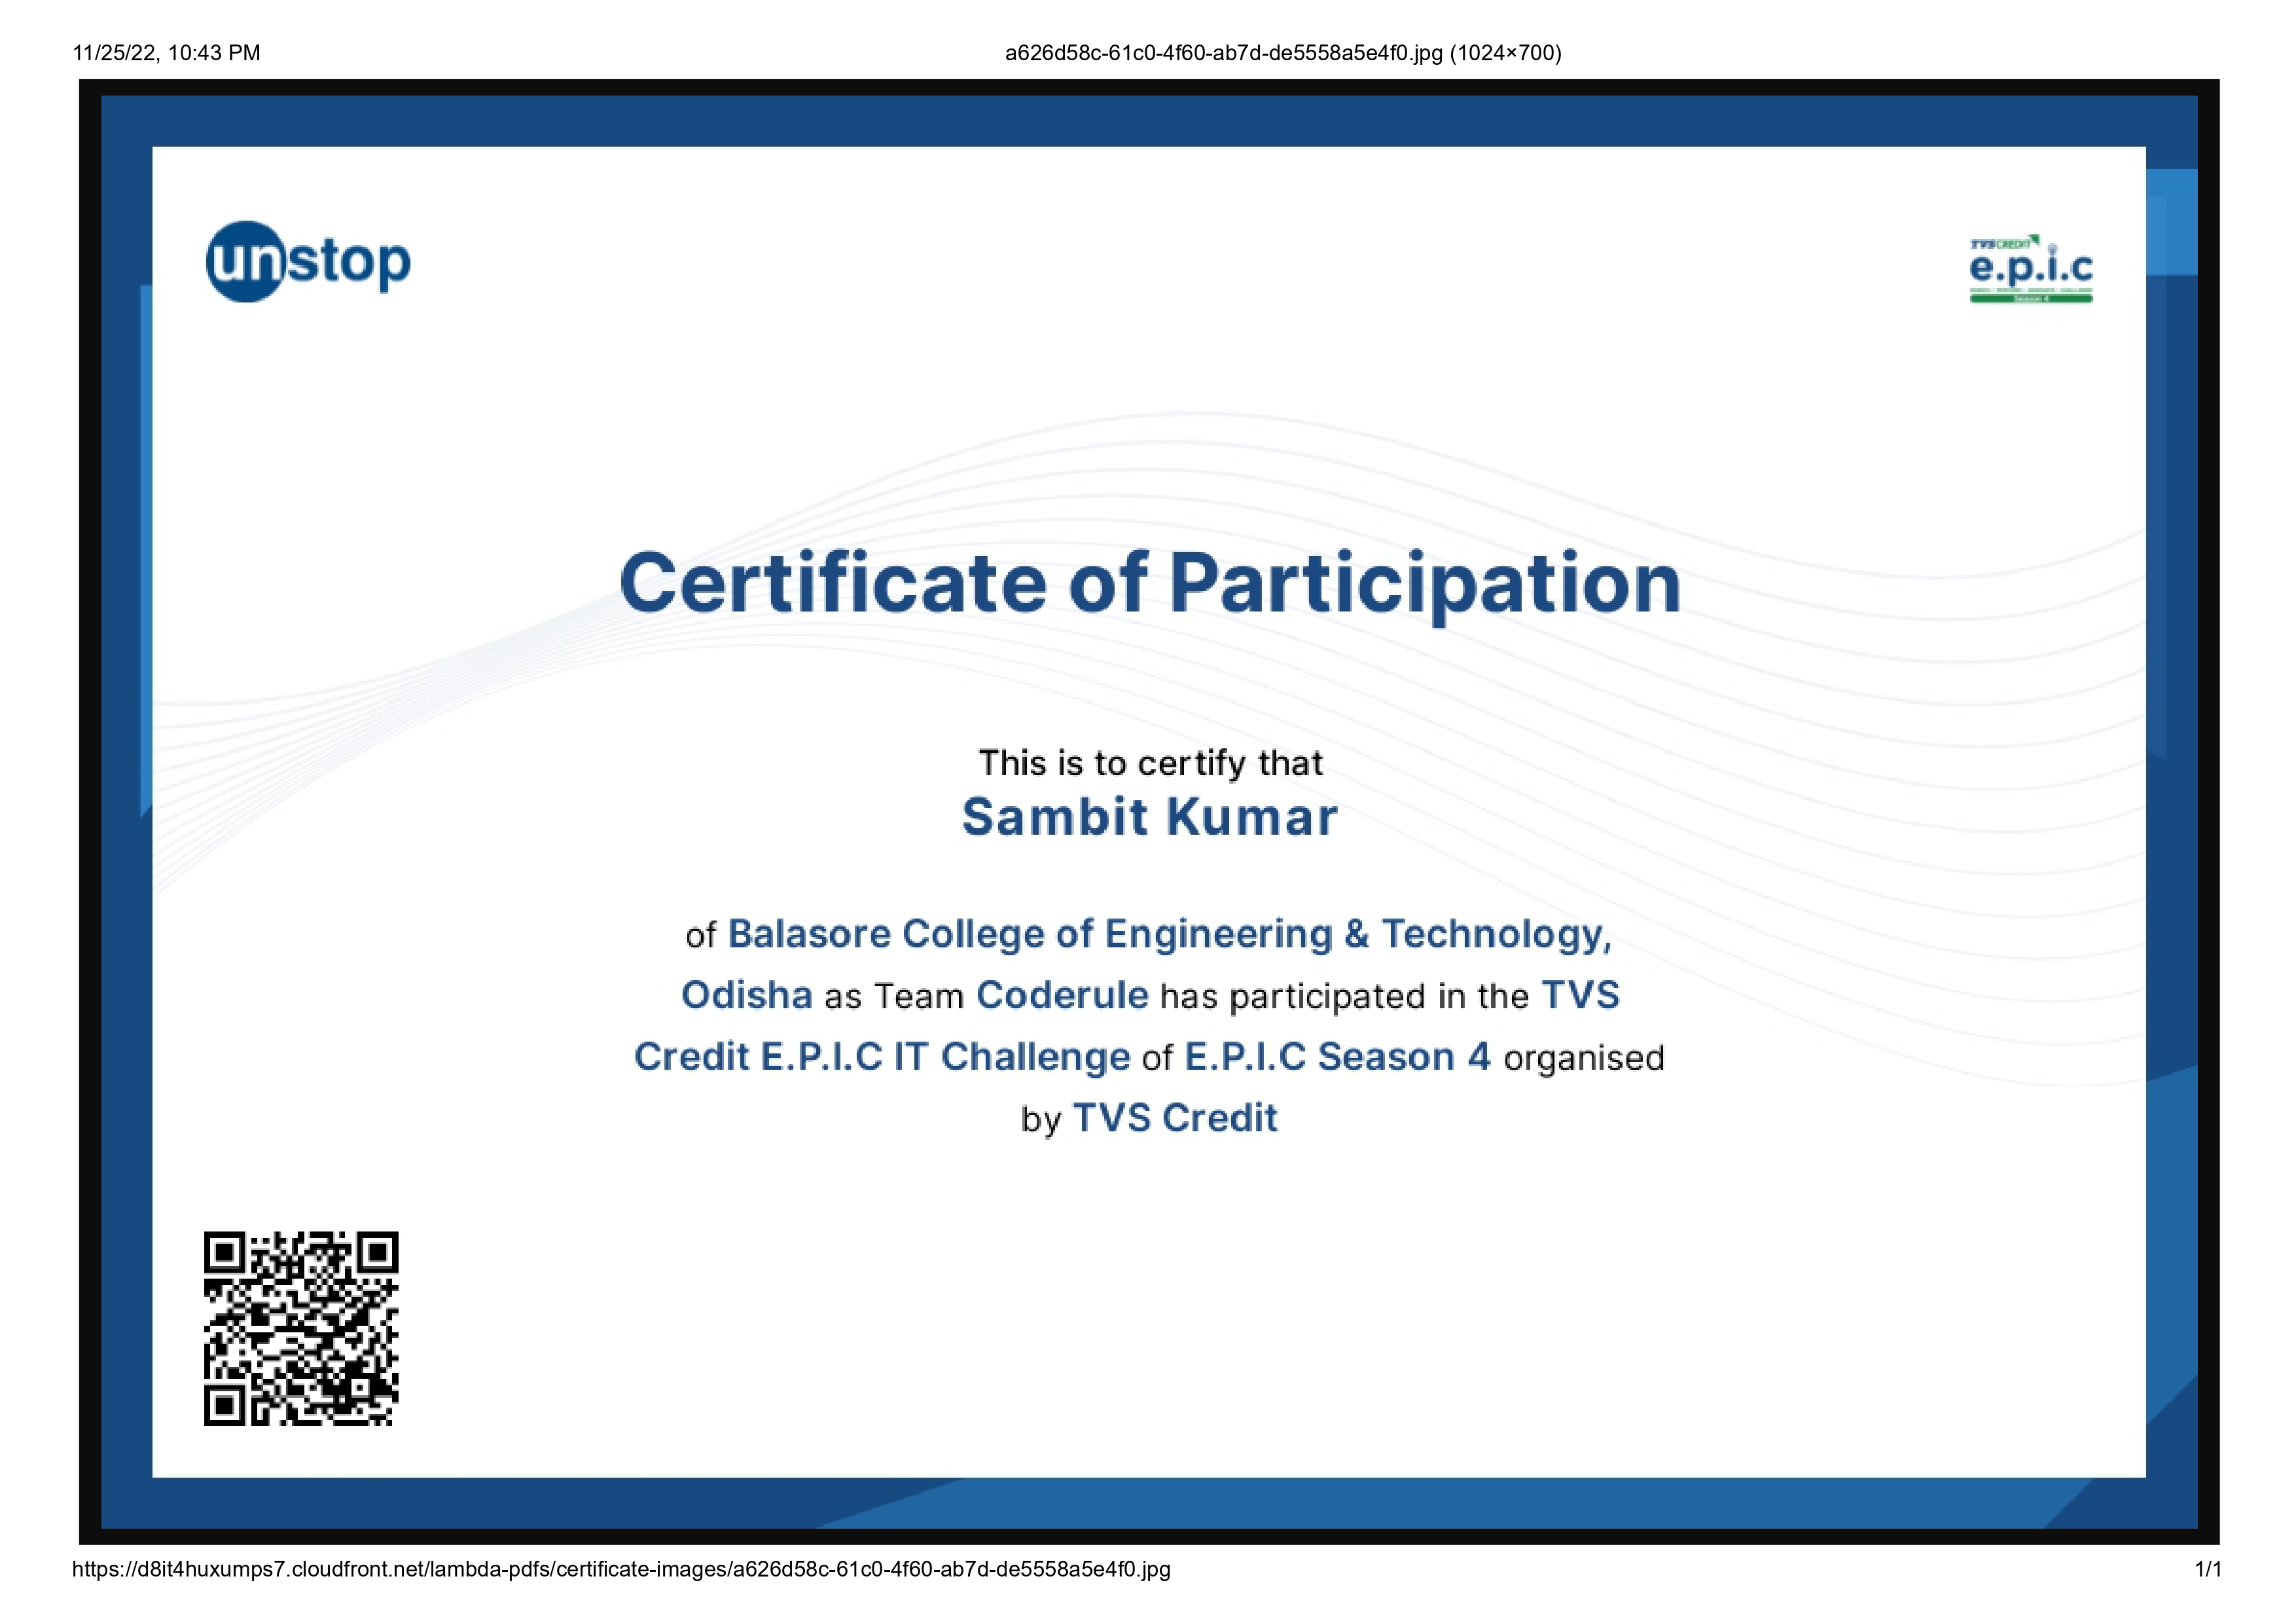 11/25/22, 10:43 PM a626d58c-61c0-4f60-ab7d-de5558a5e4f0.jpg (1024×700)
unstop
TVS CREDIT
e.p.i.c
Season 4
Certificate of Participation
This is to certify that
Sambit Kumar
of Balasore College of Engineering & Technology,
Odisha as Team Coderule has participated in the TVS
Credit E.P.I.C IT Challenge of E.P.I.C Season 4 organised
by TVS Credit
https://d8it4huxumps7.cloudfront.net/lambda-pdfs/certificate-images/a626d58c-61c0-4f60-ab7d-de5558a5e4f0.jpg 1/1